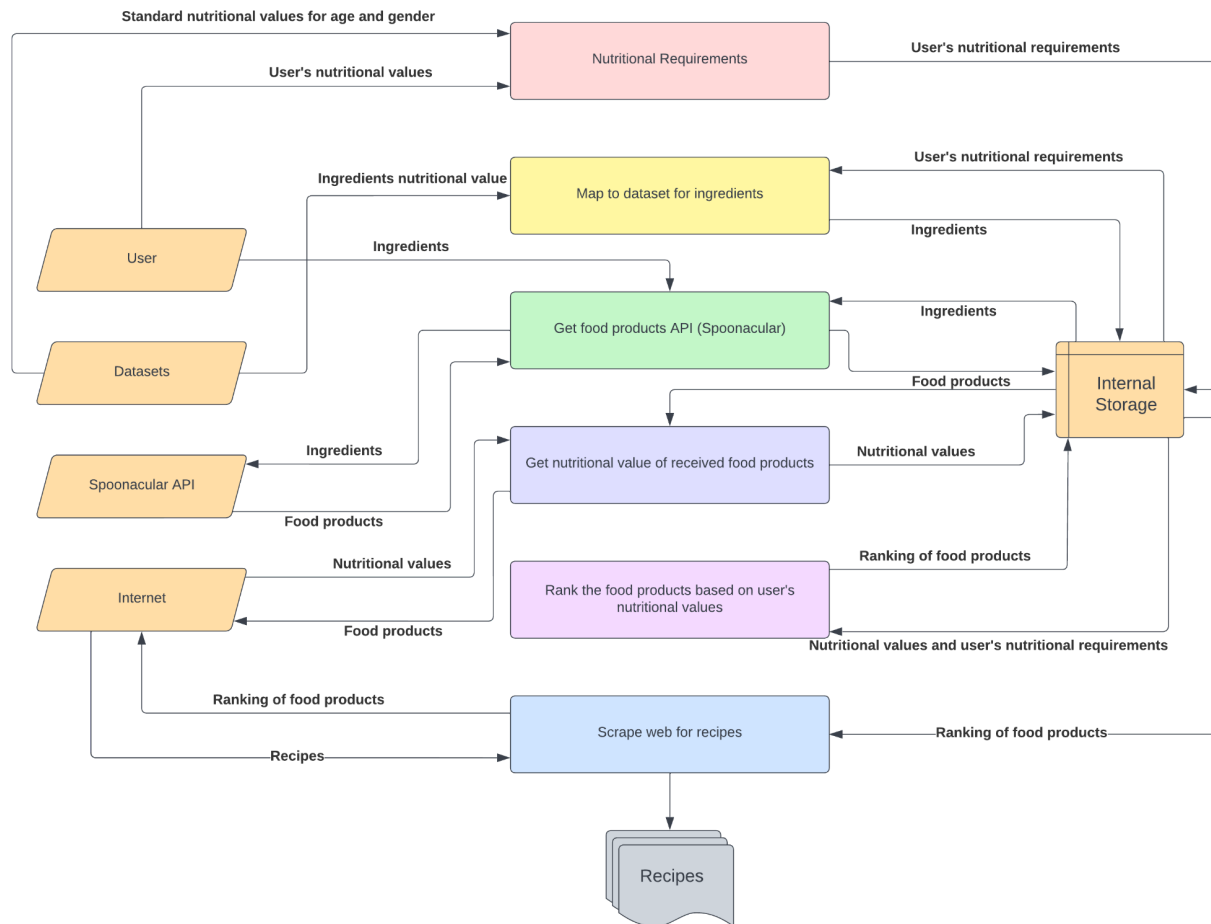 Standard nutritional values for age and gender
User's nutritional requirements
Nutritional Requirements
User's nutritional values
User's nutritional requirements
Ingredients nutritional value
Map to dataset for ingredients
Ingredients
Ingredients
User
Ingredients
Get food products API (Spoonacular)
Datasets
Food products
Internal
Storage
Ingredients
Nutritional values
Get nutritional value of received food products
Spoonacular API
Food products
Ranking of food products
Nutritional values
Internet
Rank the food products based on user's
nutritional values
Food products
Nutritional values and user's nutritional requirements
Ranking of food products
Scrape web for recipes
Ranking of food products
Recipes
Recipes